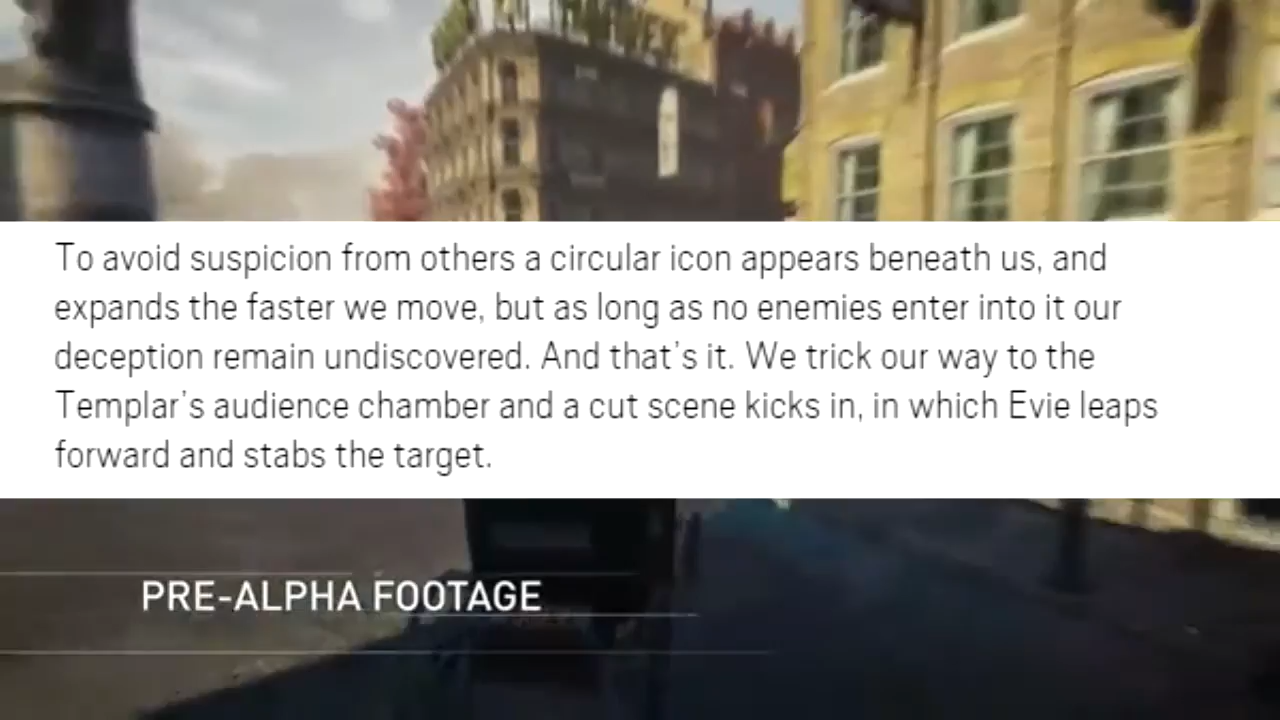 To avoid suspicion from others a circular icon appears beneath us, and
expands the faster we move, but as long as no enemies enter into it our
deception remain undiscovered. And that's it. We trick our way to the
Templar's audience chamber and a cut scene kicks in, in which Evie leaps
forward and stabs the target.
PRE-ALPHA FOOTAGE